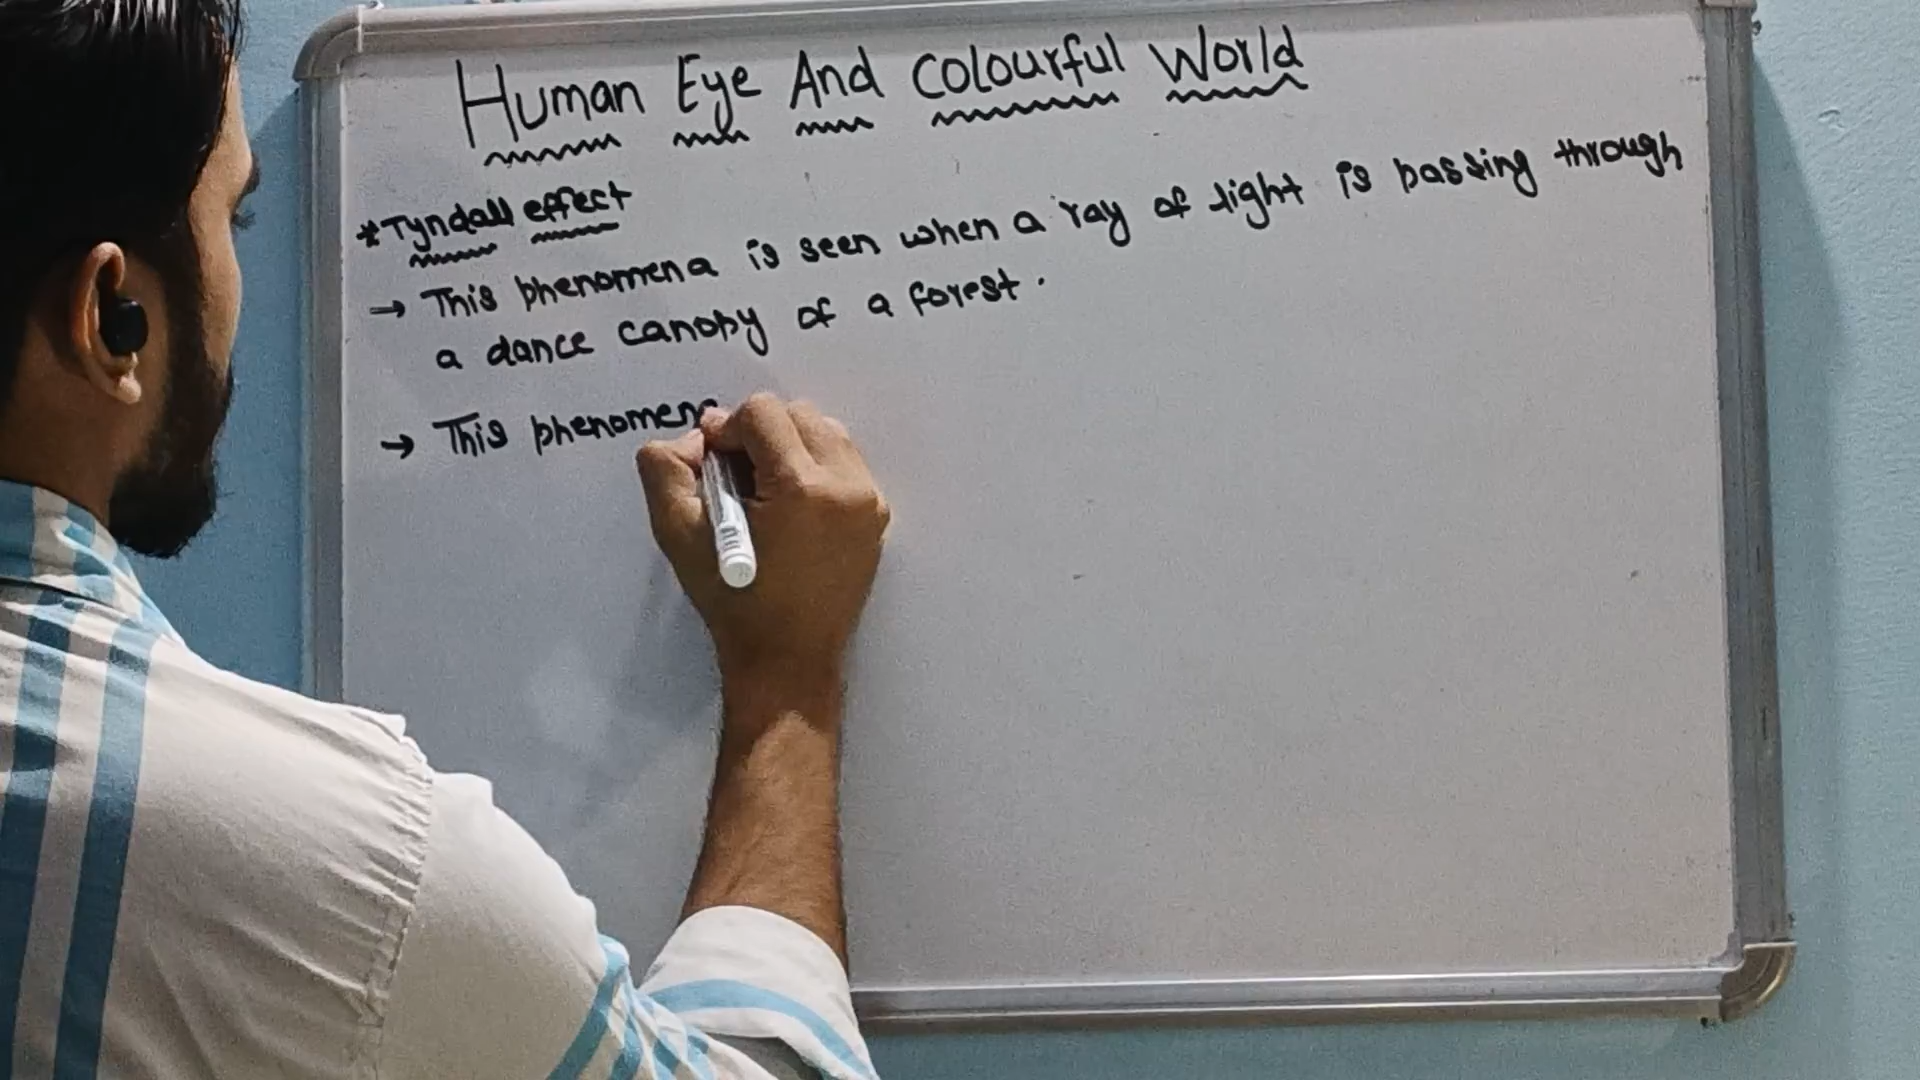 Human Eye And Colourful World
*Tyndall effect
→ This phenomena is seen when a ray of light is passing through
a dance canopy of a forest.
→ This phenomena